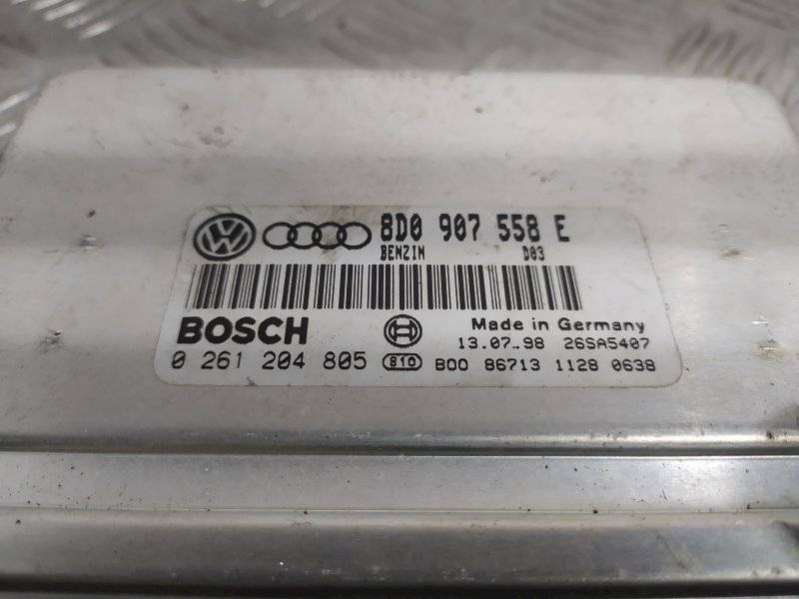 8D0 907 558 E
BENZIN D03
BOSCH
Made in Germany
13.07.98 26SA5407
0 261 204 805 810 B00 86713 1128 0638